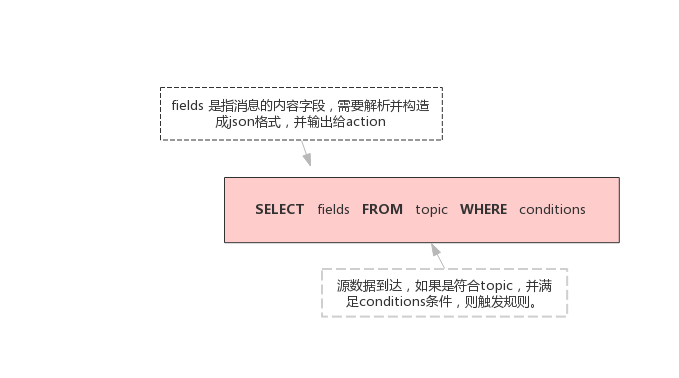 fields 是指消息的内容字段，需要解析并构造
成json格式，并输出给action
SELECT fields FROM topic WHERE conditions
源数据到达，如果是符合topic，并满
足conditions条件，则触发规则。